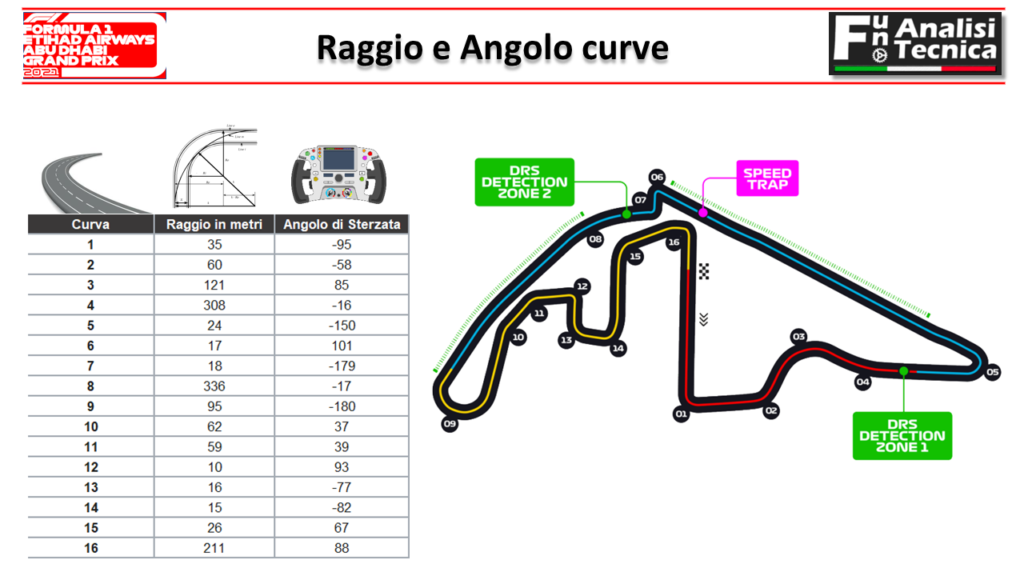 FORMULA 1
ETIHAD AIRWAYS
ABU DHABI
GRAND PRIX
2021
Raggio e Angolo curve
Fun Analisi
Tecnica
Curva Raggio in metri Angolo di Sterzata
1 35 -95
2 60 -58
3 121 85
4 308 -16
5 24 -150
6 17 101
7 18 -179
8 336 -17
9 95 -180
10 62 37
11 59 39
12 10 93
13 16 -77
14 15 -82
15 26 67
16 211 88
DRS
DETECTION
ZONE 2
SPEED
TRAP
06
07
08
16
15
12
11
10
13
14
09
03
04
05
01
02
DRS
DETECTION
ZONE 1